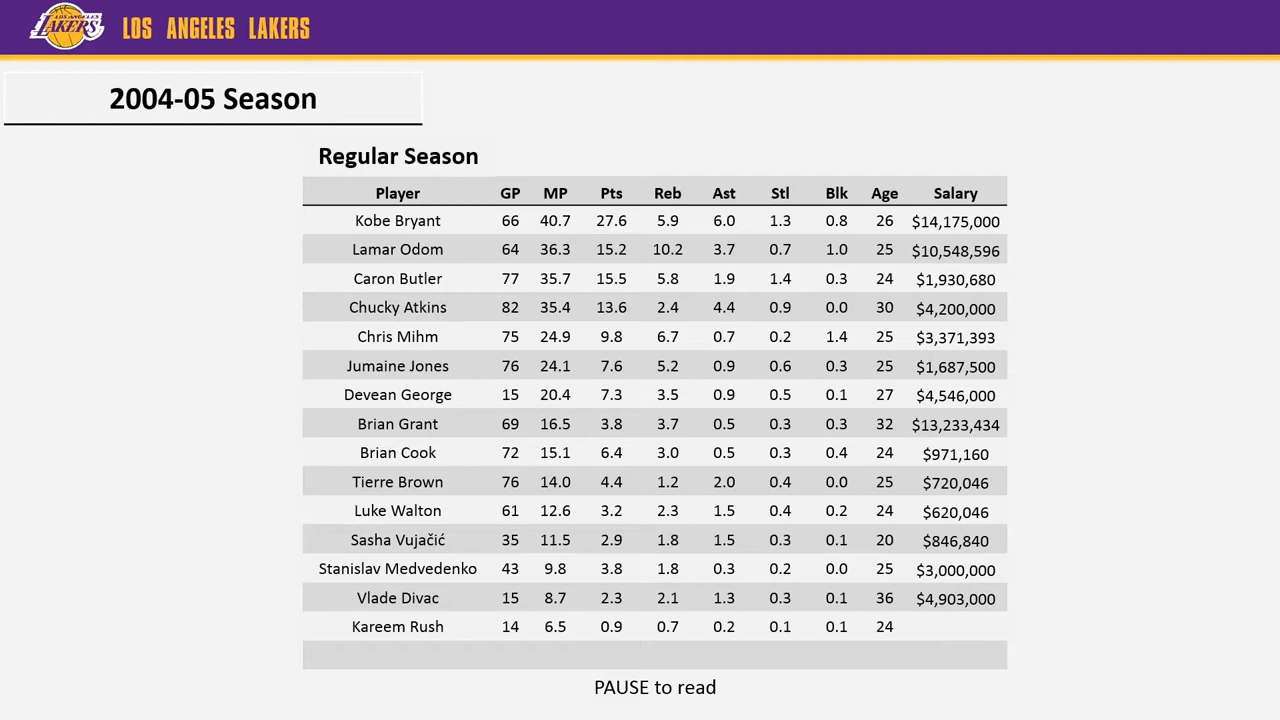 LOS ANGELES
LAKERS
LOS ANGELES LAKERS
2004-05 Season
Regular Season
Player GP MP Pts Reb Ast Stl Blk Age Salary
Kobe Bryant 66 40.7 27.6 5.9 6.0 1.3 0.8 26 $14,175,000
Lamar Odom 64 36.3 15.2 10.2 3.7 0.7 1.0 25 $10,548,596
Caron Butler 77 35.7 15.5 5.8 1.9 1.4 0.3 24 $1,930,680
Chucky Atkins 82 35.4 13.6 2.4 4.4 0.9 0.0 30 $4,200,000
Chris Mihm 75 24.9 9.8 6.7 0.7 0.2 1.4 25 $3,371,393
Jumaine Jones 76 24.1 7.6 5.2 0.9 0.6 0.3 25 $1,687,500
Devean George 15 20.4 7.3 3.5 0.9 0.5 0.1 27 $4,546,000
Brian Grant 69 16.5 3.8 3.7 0.5 0.3 0.3 32 $13,233,434
Brian Cook 72 15.1 6.4 3.0 0.5 0.3 0.4 24 $971,160
Tierre Brown 76 14.0 4.4 1.2 2.0 0.4 0.0 25 $720,046
Luke Walton 61 12.6 3.2 2.3 1.5 0.4 0.2 24 $620,046
Sasha Vujačić 35 11.5 2.9 1.8 1.5 0.3 0.1 20 $846,840
Stanislav Medvedenko 43 9.8 3.8 1.8 0.3 0.2 0.0 25 $3,000,000
Vlade Divac 15 8.7 2.3 2.1 1.3 0.3 0.1 36 $4,903,000
Kareem Rush 14 6.5 0.9 0.7 0.2 0.1 0.1 24
PAUSE to read